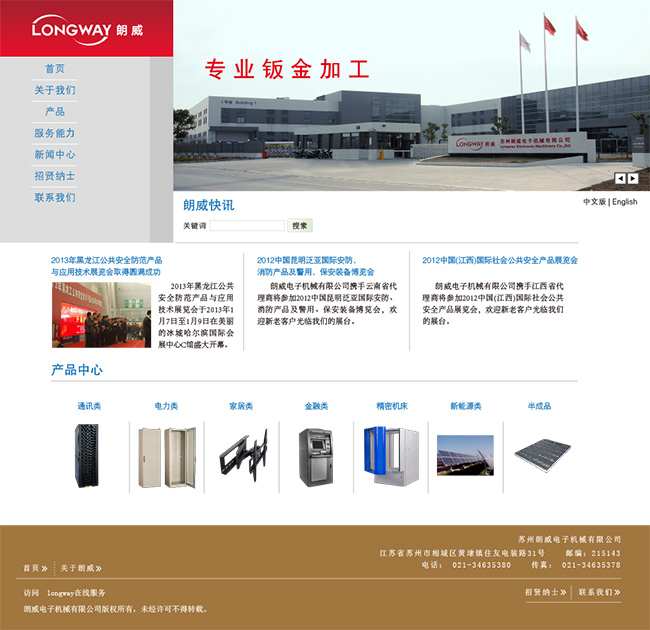 LONGWAY 朗威
首页
关于我们
产品
服务能力
新闻中心
招贤纳士
联系我们
专业钣金加工
1号楼 Building 1
LONGWAY 朗威 苏州朗威电子机械有限公司
Longway Electronic Machinery Co.,ltd.
中文版 | English
朗威快讯
关键词 搜索
2013年黑龙江公共安全防范产品
与应用技术展览会取得圆满成功
2013年黑龙江公共
安全防范产品与应用
技术展览会于2013年1
月7日至1月9日在美丽
的冰城哈尔滨国际会
展中心C馆盛大开幕。
2012中国昆明泛亚国际安防、
消防产品及警用、保安装备博览会
朗威电子机械有限公司携手云南省代
理商将参加2012中国昆明泛亚国际安防、
消防产品及警用、保安装备博览会，欢
迎新老客户光临我们的展台。
2012中国(江西)国际社会公共安全产品展览会
朗威电子机械有限公司携手江西省代
理商将参加2012中国(江西)国际社会公共
安全产品展览会，欢迎新老客户光临我们
的展台。
产品中心
通讯类 电力类 家居类 金融类 精密机床 新能源类 半成品
苏州朗威电子机械有限公司
江苏省苏州市相城区黄埭镇住友电装路31号 邮编：215143
电话： 021-34635380 传真： 021-34635378
首页 » 关于朗威 »
访问 longway在线服务
招贤纳士 » 联系我们 »
朗威电子机械有限公司版权所有，未经许可不得转载。